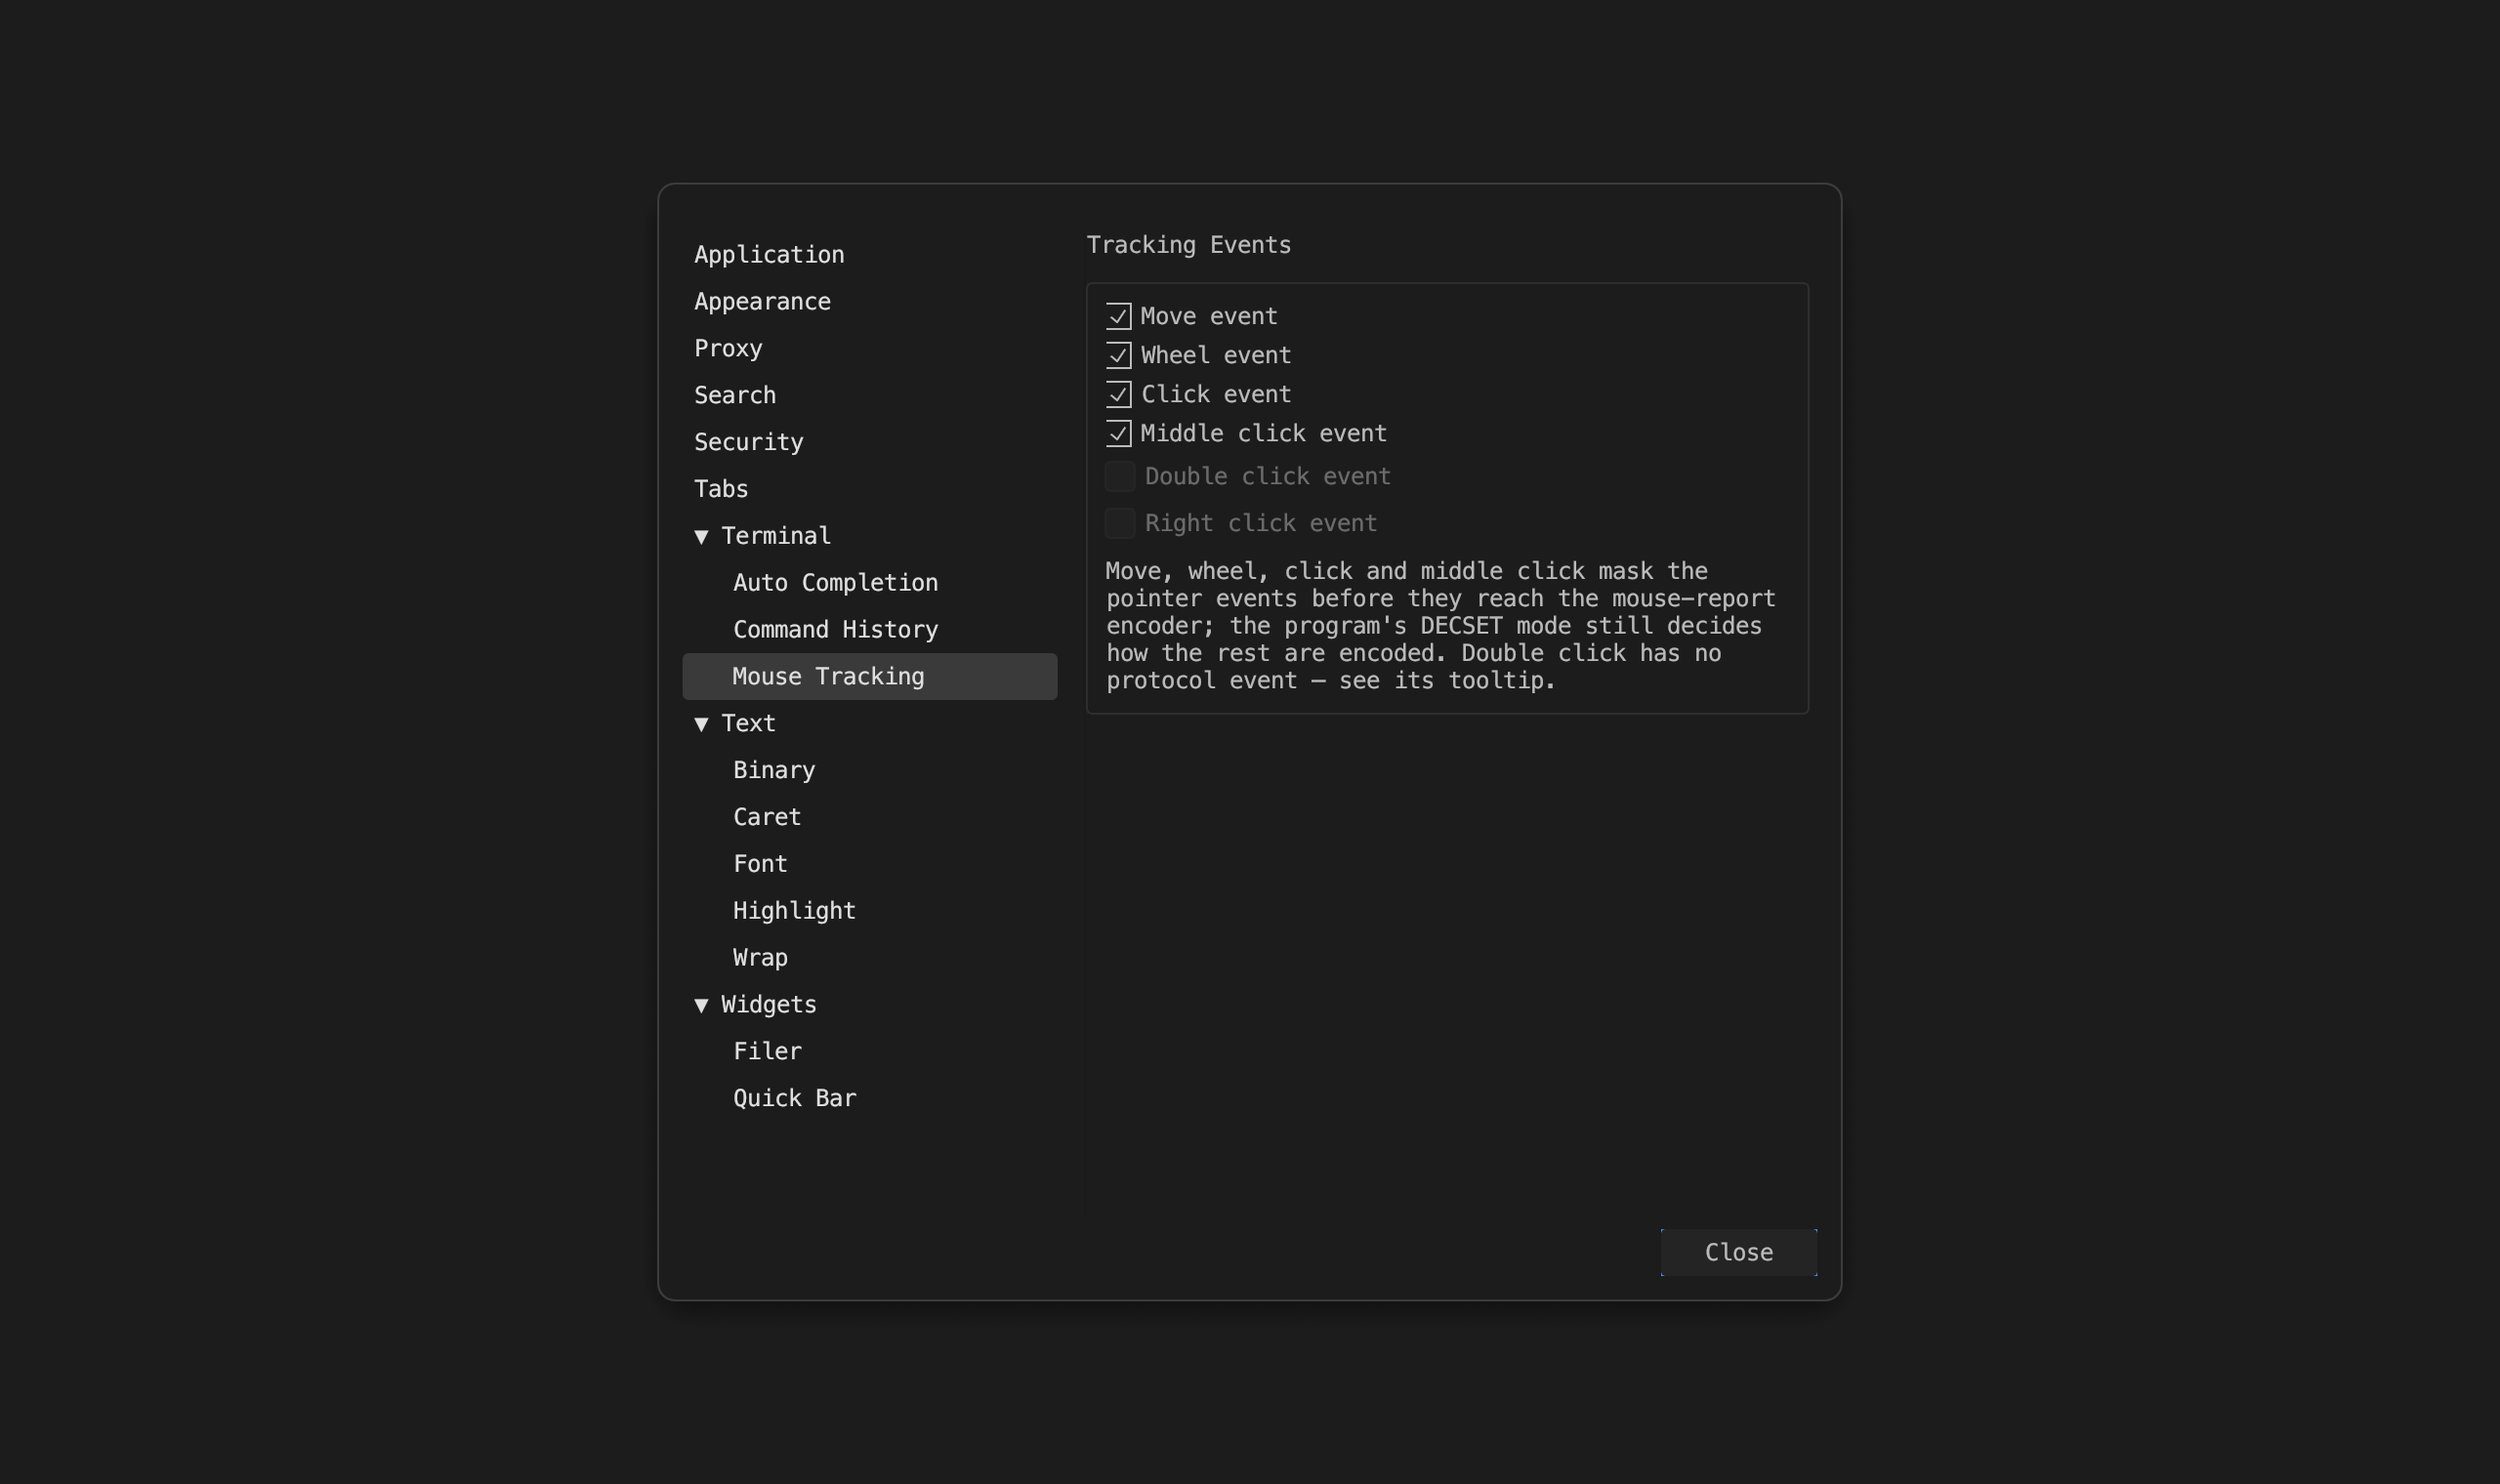 Application
Appearance
Proxy
Search
Security
Tabs
▼ Terminal
Auto Completion
Command History
Mouse Tracking
▼ Text
Binary
Caret
Font
Highlight
Wrap
▼ Widgets
Filer
Quick Bar
Tracking Events
Move event
Wheel event
Click event
Middle click event
Double click event
Right click event
Move, wheel, click and middle click mask the
pointer events before they reach the mouse-report
encoder; the program's DECSET mode still decides
how the rest are encoded. Double click has no
protocol event — see its tooltip.
Close